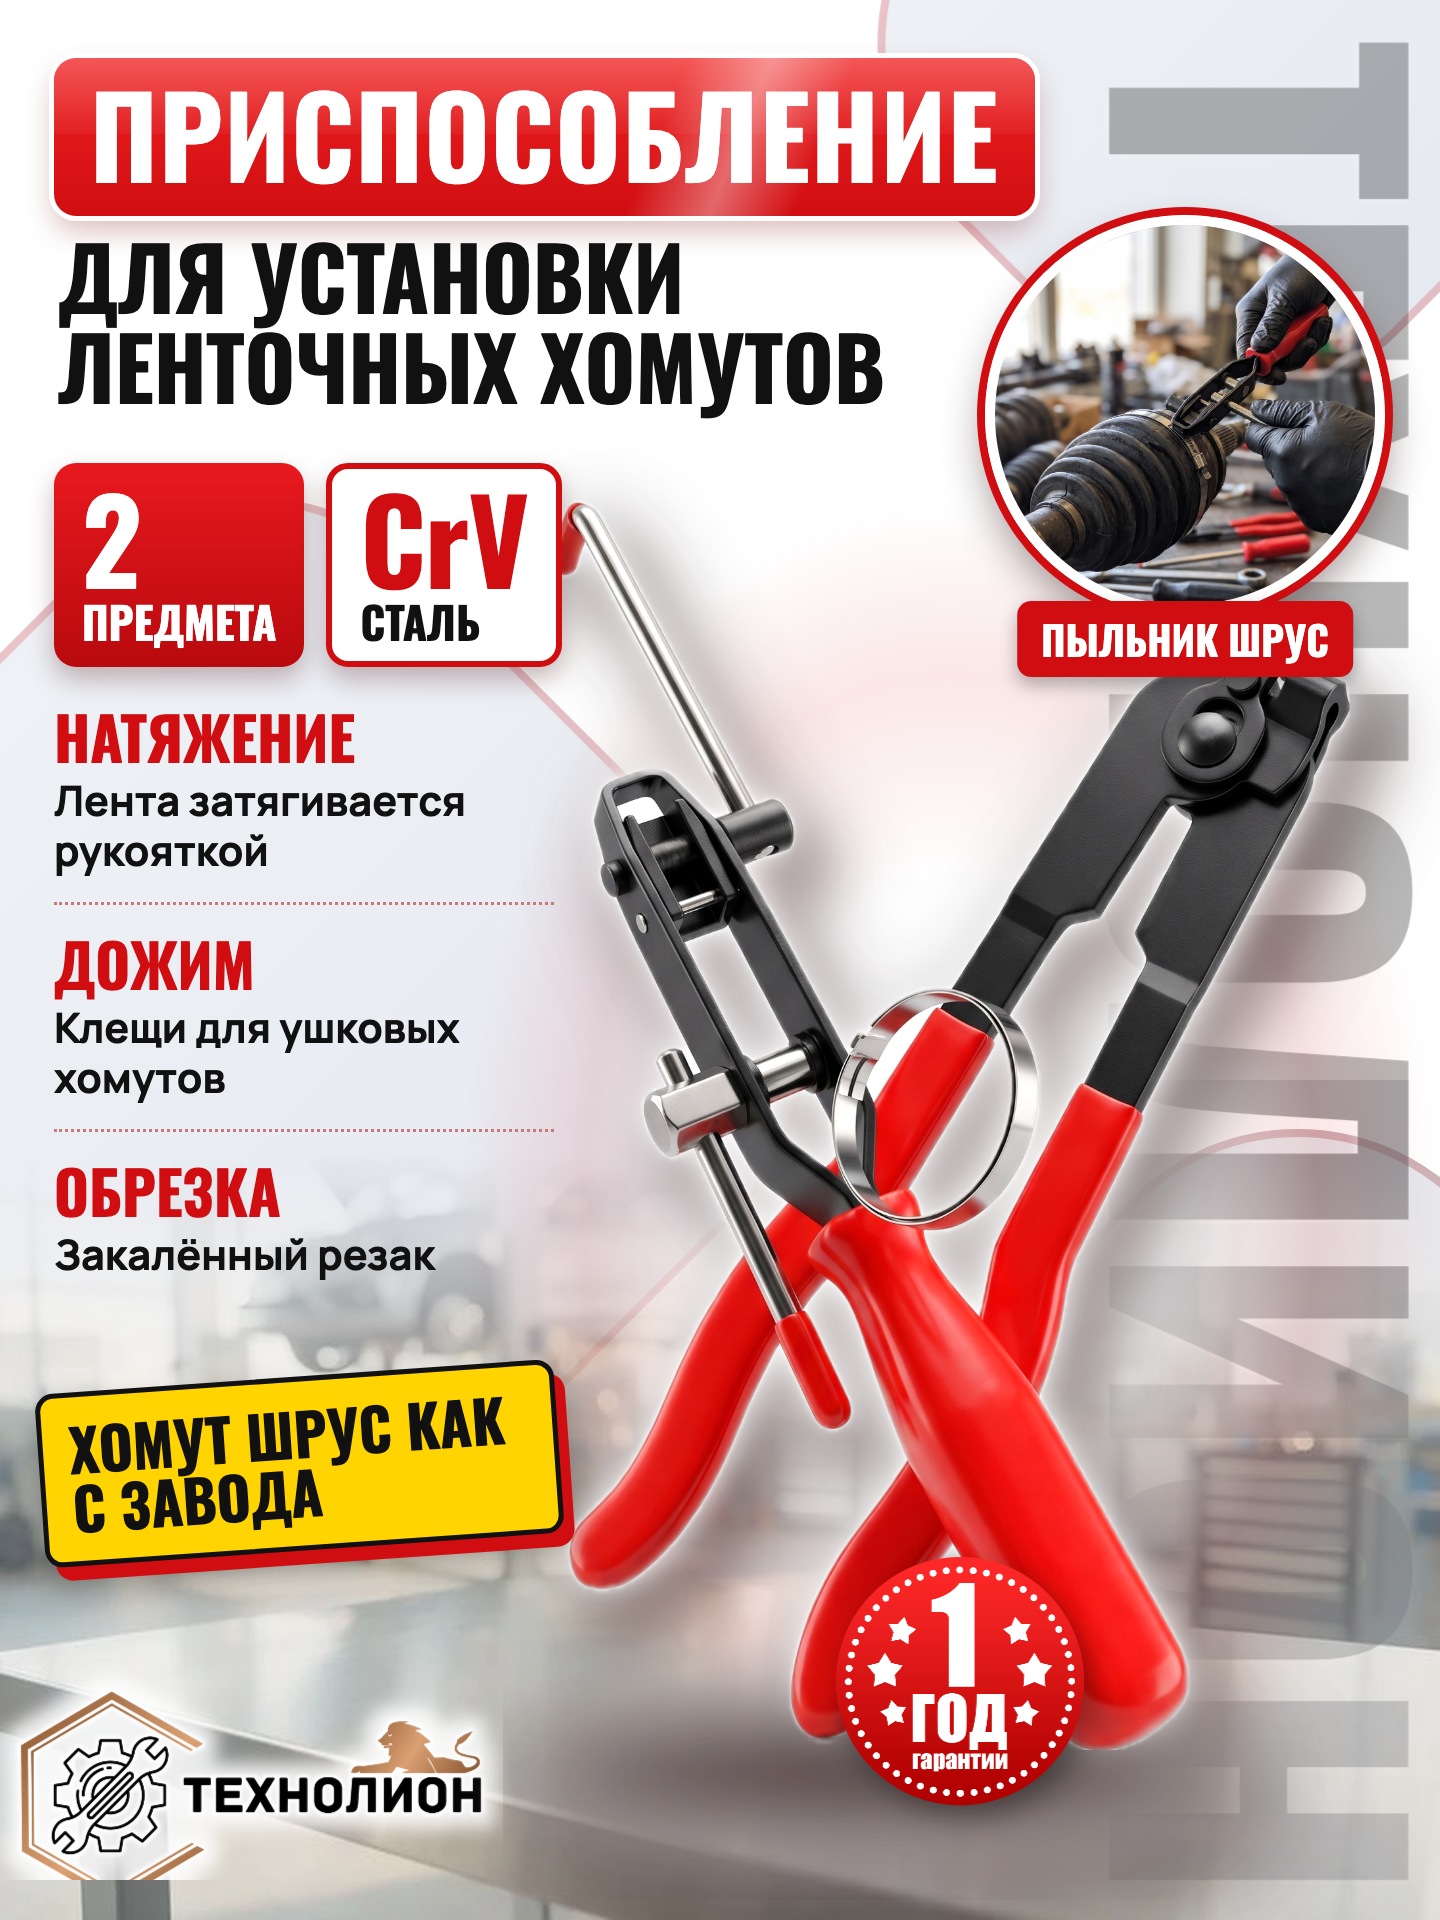 ПРИСПОСОБЛЕНИЕ
ДЛЯ УСТАНОВКИ
ЛЕНТОЧНЫХ ХОМУТОВ
2
ПРЕДМЕТА
CrV
СТАЛЬ
ПЫЛЬНИК ШРУС
НАТЯЖЕНИЕ
Лента затягивается
рукояткой
ДОЖИМ
Клещи для ушковых
хомутов
ОБРЕЗКА
Закалённый резак
ХОМУТ ШРУС КАК
С ЗАВОДА
1
ГОД
гарантии
ТЕХНОЛИОН